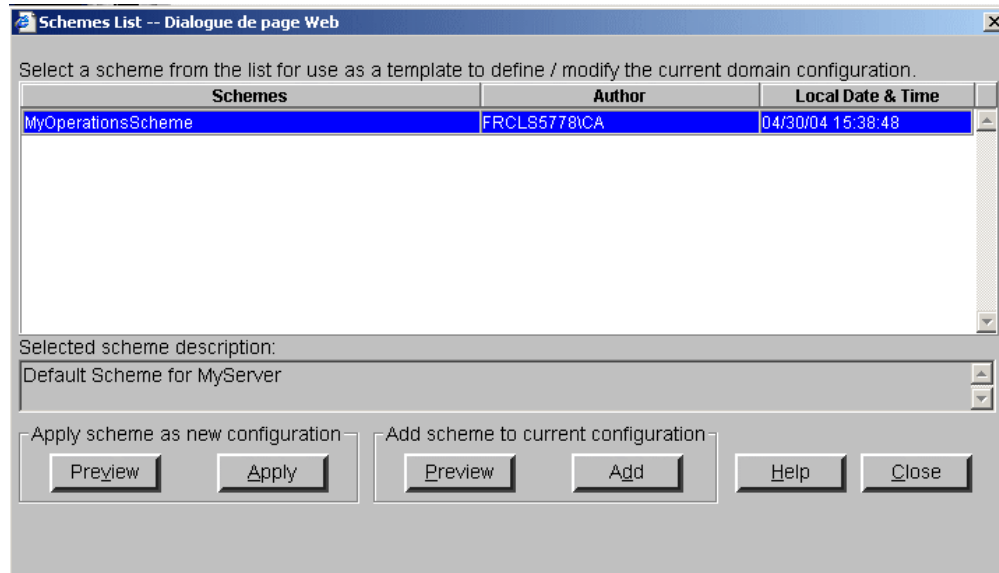 Schemes List -- Dialogue de page Web
Select a scheme from the list for use as a template to define / modify the current domain configuration.
Schemes Author Local Date & Time
MyOperationsScheme FRCLS5778\CA 04/30/04 15:38:48
Selected scheme description:
Default Scheme for MyServer
Apply scheme as new configuration Add scheme to current configuration
Preview Apply Preview Add Help Close